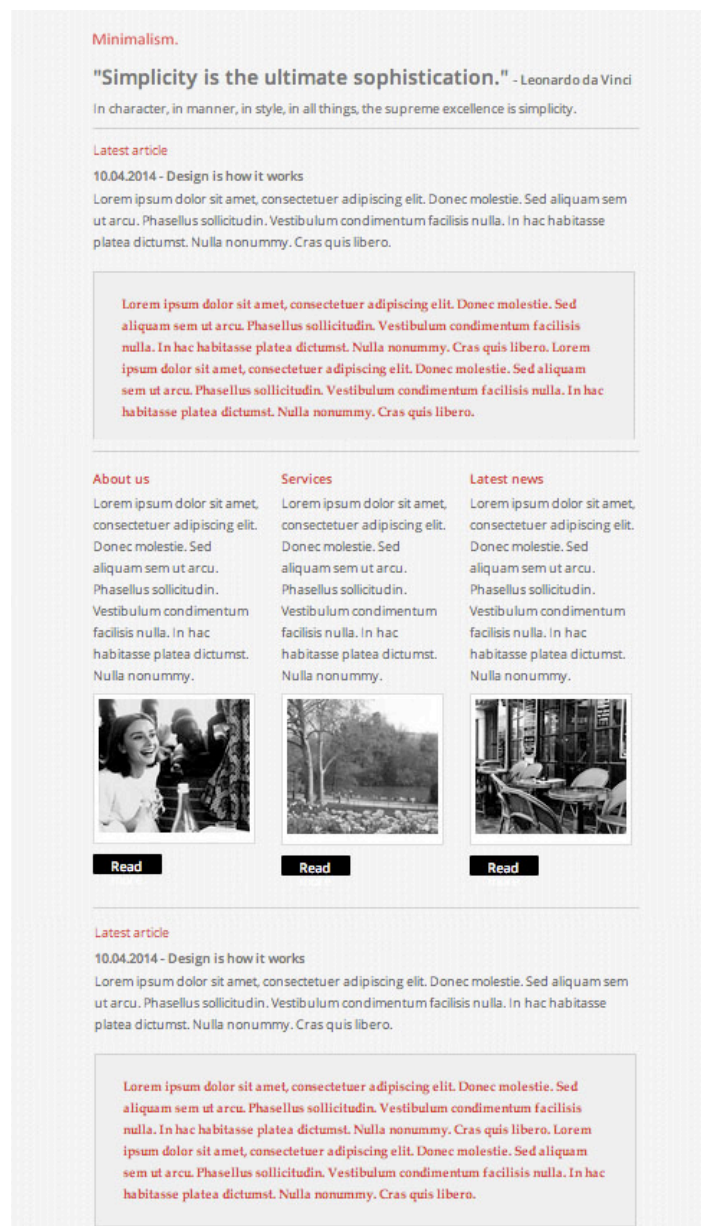 Minimalism.
"Simplicity is the ultimate sophistication." - Leonardo da Vinci
In character, in manner, in style, in all things, the supreme excellence is simplicity.
Latest article
10.04.2014 - Design is how it works
Lorem ipsum dolor sit amet, consectetuer adipiscing elit. Donec molestie. Sed aliquam sem
ut arcu. Phasellus sollicitudin. Vestibulum condimentum facilisis nulla. In hac habitasse
platea dictumst. Nulla nonummy. Cras quis libero.
Lorem ipsum dolor sit amet, consectetuer adipiscing elit. Donec molestie. Sed
aliquam sem ut arcu. Phasellus sollicitudin. Vestibulum condimentum facilisis
nulla. In hac habitasse platea dictumst. Nulla nonummy. Cras quis libero. Lorem
ipsum dolor sit amet, consectetuer adipiscing elit. Donec molestie. Sed aliquam
sem ut arcu. Phasellus sollicitudin. Vestibulum condimentum facilisis nulla. In hac
habitasse platea dictumst. Nulla nonummy. Cras quis libero.
About us
Lorem ipsum dolor sit amet,
consectetuer adipiscing elit.
Donec molestie. Sed
aliquam sem ut arcu.
Phasellus sollicitudin.
Vestibulum condimentum
facilisis nulla. In hac
habitasse platea dictumst.
Nulla nonummy.
Read
Services
Lorem ipsum dolor sit amet,
consectetuer adipiscing elit.
Donec molestie. Sed
aliquam sem ut arcu.
Phasellus sollicitudin.
Vestibulum condimentum
facilisis nulla. In hac
habitasse platea dictumst.
Nulla nonummy.
Read
Latest news
Lorem ipsum dolor sit amet,
consectetuer adipiscing elit.
Donec molestie. Sed
aliquam sem ut arcu.
Phasellus sollicitudin.
Vestibulum condimentum
facilisis nulla. In hac
habitasse platea dictumst.
Nulla nonummy.
Read
Latest article
10.04.2014 - Design is how it works
Lorem ipsum dolor sit amet, consectetuer adipiscing elit. Donec molestie. Sed aliquam sem
ut arcu. Phasellus sollicitudin. Vestibulum condimentum facilisis nulla. In hac habitasse
platea dictumst. Nulla nonummy. Cras quis libero.
Lorem ipsum dolor sit amet, consectetuer adipiscing elit. Donec molestie. Sed
aliquam sem ut arcu. Phasellus sollicitudin. Vestibulum condimentum facilisis
nulla. In hac habitasse platea dictumst. Nulla nonummy. Cras quis libero. Lorem
ipsum dolor sit amet, consectetuer adipiscing elit. Donec molestie. Sed aliquam
sem ut arcu. Phasellus sollicitudin. Vestibulum condimentum facilisis nulla. In hac
habitasse platea dictumst. Nulla nonummy. Cras quis libero.